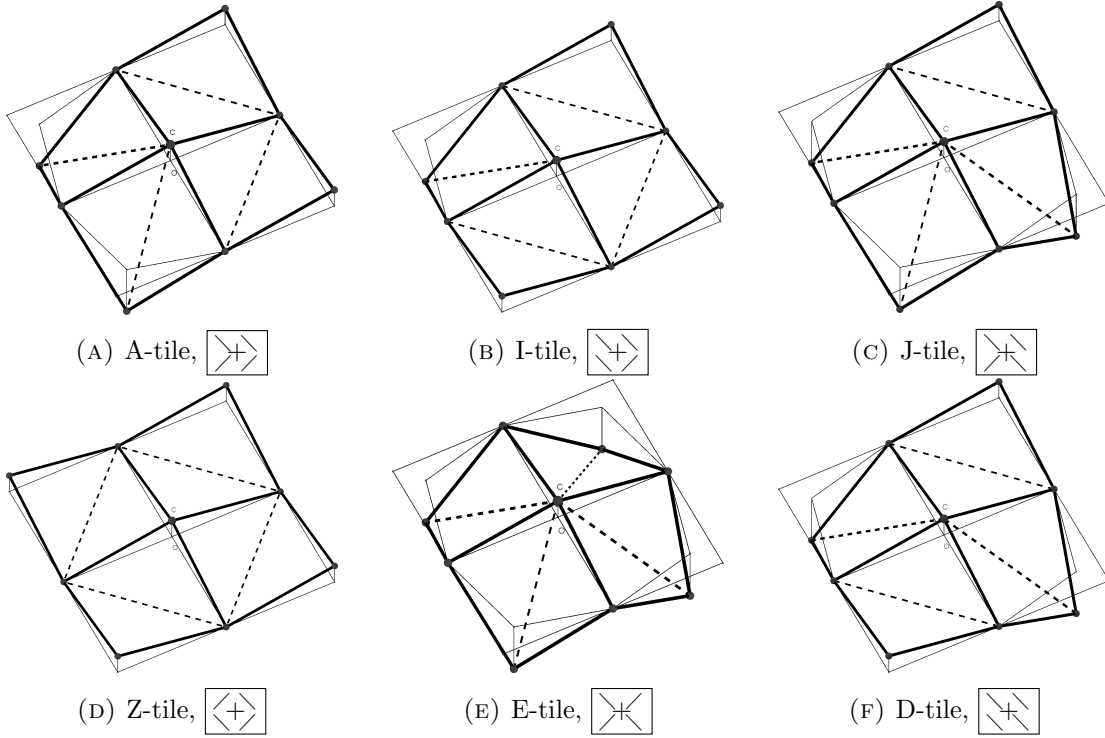 C
O
C
O
C
O
(A) A-tile,
(B) I-tile,
(C) J-tile,
C
O
C
O
C
O
(D) Z-tile,
(E) E-tile,
(F) D-tile,